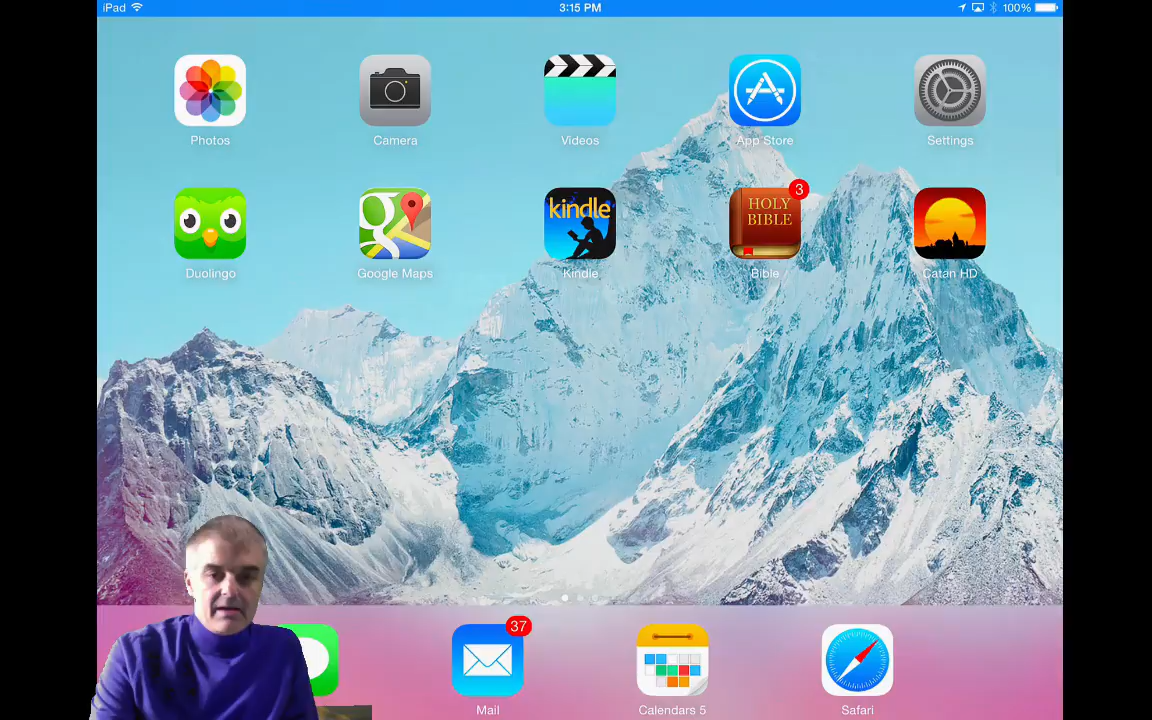 iPad 3:15 PM 100%
Photos Camera Videos App Store Settings
kindle HOLY BIBLE 3
Duolingo Google Maps Kindle Bible Catan HD
37
Mail Calendars 5 Safari